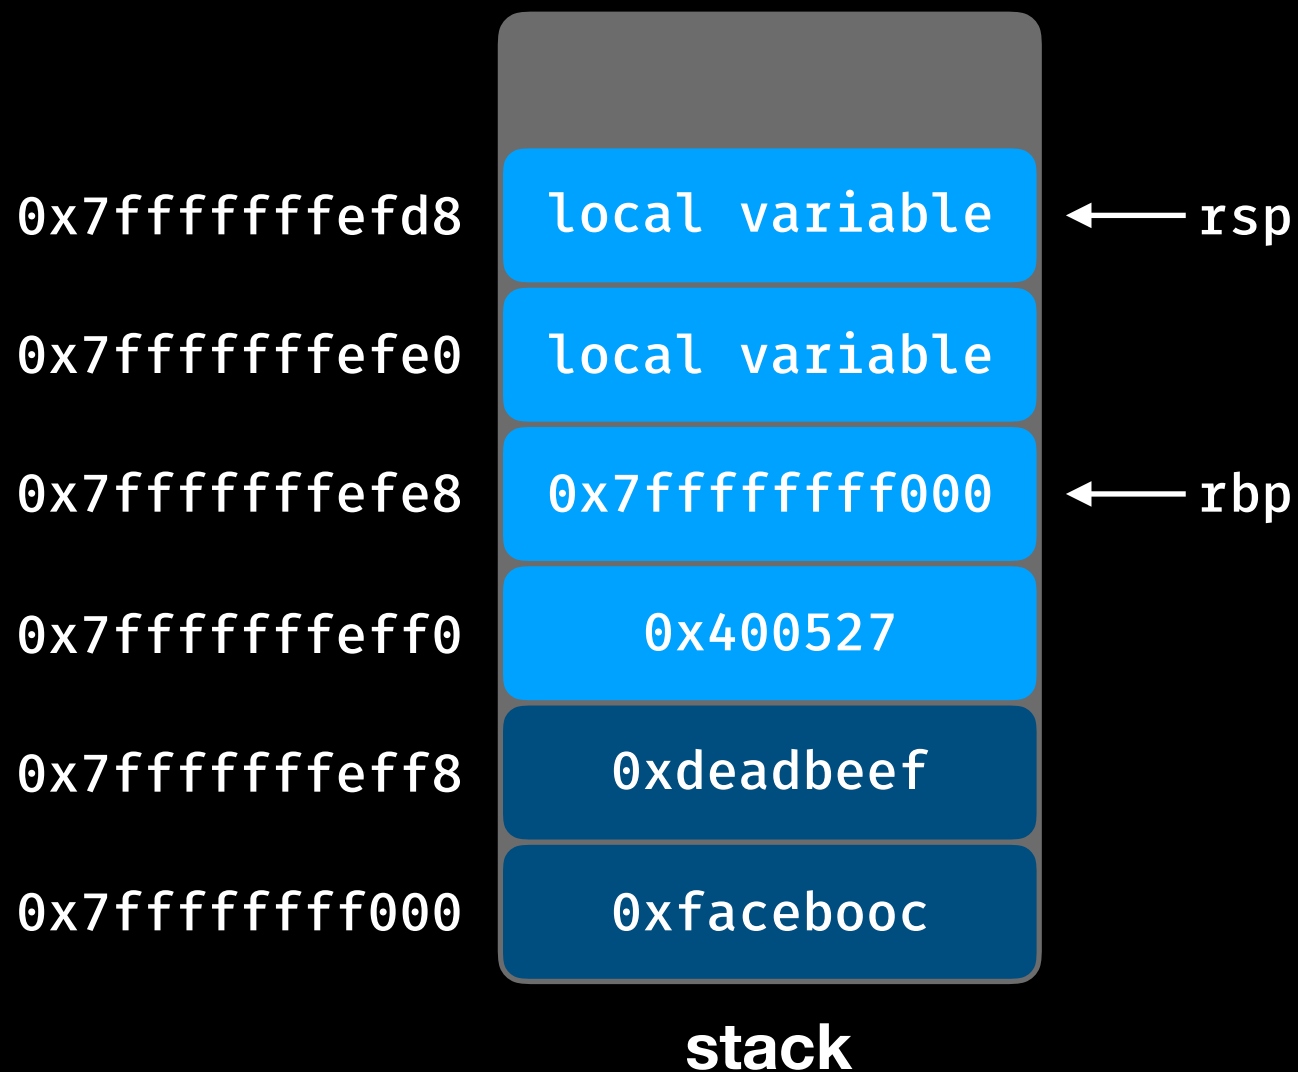 0x7fffffffefd8 local variable rsp
0x7fffffffefe0 local variable
0x7fffffffefe8 0x7ffffffff000 rbp
0x7fffffffeff0 0x400527
0x7fffffffeff8 0xdeadbeef
0x7ffffffff000 0xfacebooc
stack